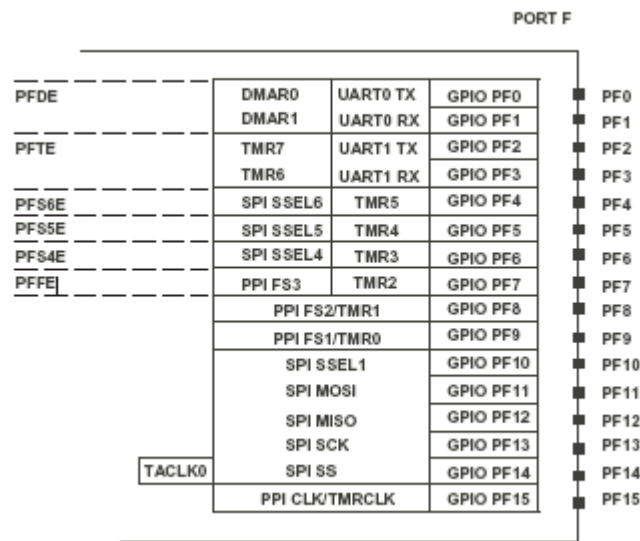 PORT F
PFDE DMAR0 UART0 TX GPIO PF0 PF0
DMAR1 UART0 RX GPIO PF1 PF1
PFTE TMR7 UART1 TX GPIO PF2 PF2
TMR6 UART1 RX GPIO PF3 PF3
PFS6E SPI SSEL6 TMR5 GPIO PF4 PF4
PFS5E SPI SSEL5 TMR4 GPIO PF5 PF5
PFS4E SPI SSEL4 TMR3 GPIO PF6 PF6
PFFE PPI FS3 TMR2 GPIO PF7 PF7
PPI FS2/TMR1 GPIO PF8 PF8
PPI FS1/TMR0 GPIO PF9 PF9
SPI SSEL1 GPIO PF10 PF10
SPI MOSI GPIO PF11 PF11
SPI MISO GPIO PF12 PF12
SPI SCK GPIO PF13 PF13
TACLK0 SPI SS GPIO PF14 PF14
PPI CLK/TMRCLK GPIO PF15 PF15